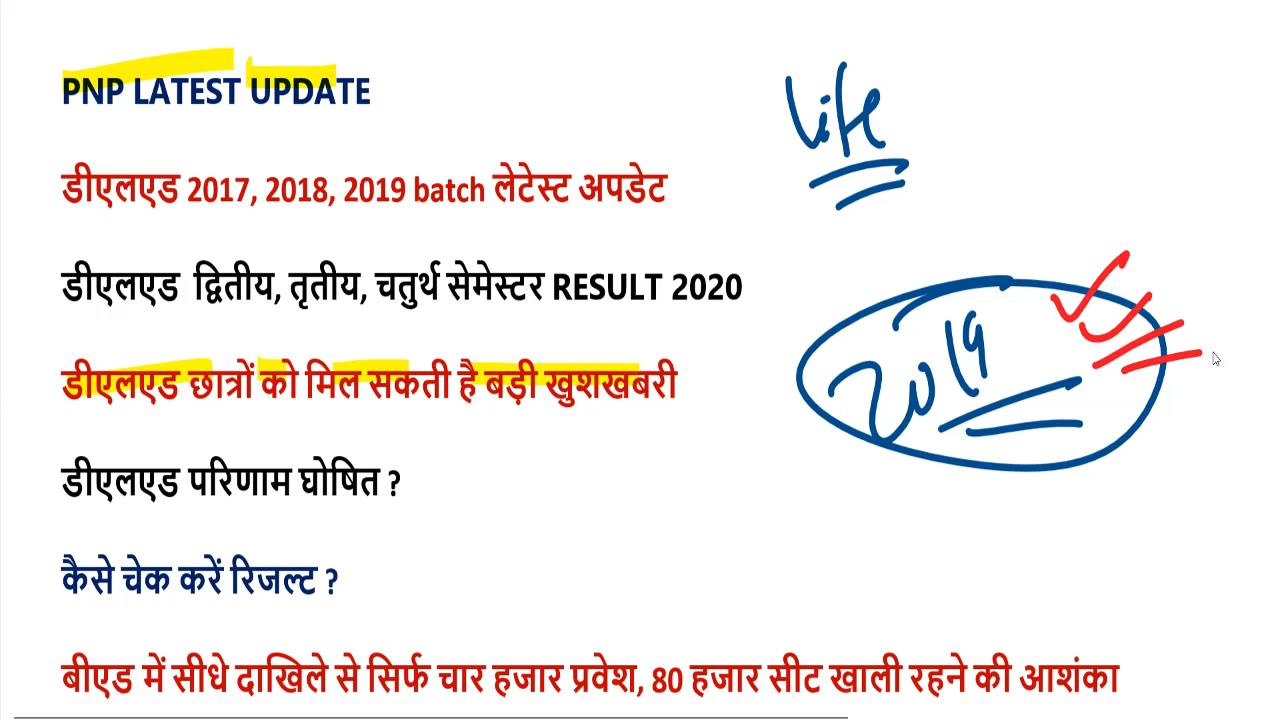 PNP LATEST UPDATE
life
डीएलएड 2017, 2018, 2019 batch लेटेस्ट अपडेट
डीएलएड द्वितीय, तृतीय, चतुर्थ सेमेस्टर RESULT 2020
2019
डीएलएड छात्रों को मिल सकती है बड़ी खुशखबरी
डीएलएड परिणाम घोषित ?
कैसे चेक करें रिजल्ट ?
बीएड में सीधे दाखिले से सिर्फ चार हजार प्रवेश, 80 हजार सीट खाली रहने की आशंका